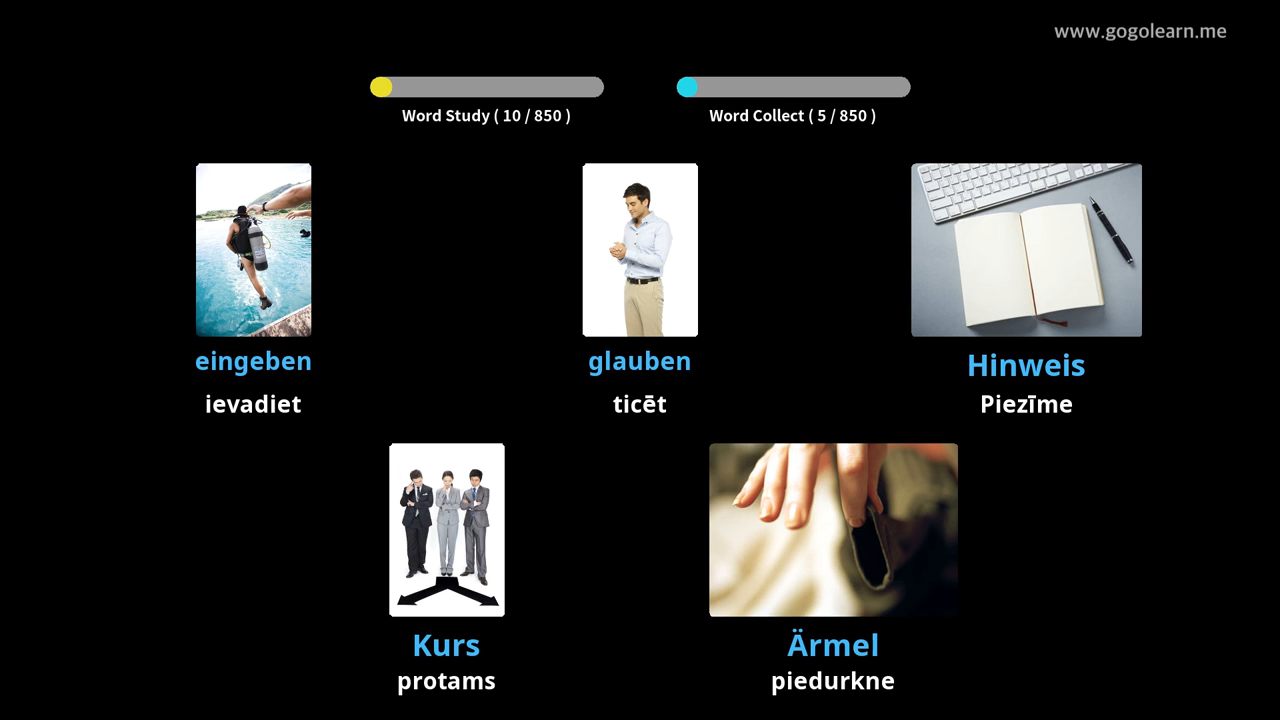 www.gogolearn.me
Word Study ( 10 / 850 )
Word Collect ( 5 / 850 )
eingeben
ievadiet
glauben
ticēt
Hinweis
Piezīme
Kurs
protams
Ärmel
piedurkne